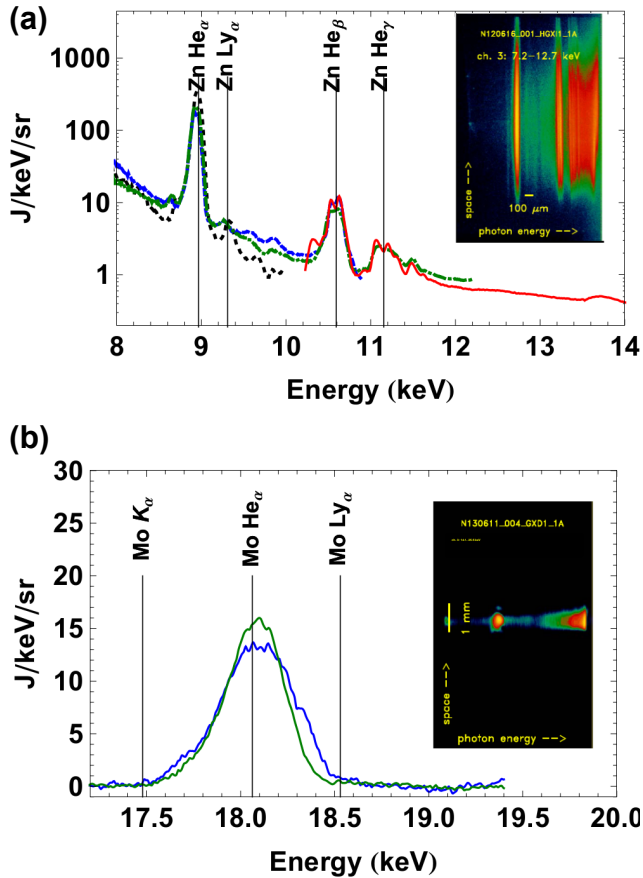 (a)
Zn Heα
Zn Lyα
Zn Heβ
Zn Heγ
J/keV/sr
1000
100
10
1
N120616_001_HGXI1_1A
ch. 3: 7.2–12.7 keV
space -->
100 μm
photon energy -->
8 9 10 11 12 13 14
Energy (keV)
(b)
Mo Kα
Mo Heα
Mo Lyα
J/keV/sr
30
25
20
15
10
5
0
N130611_004_GXD1_1A
1 mm
space -->
photon energy -->
17.5 18.0 18.5 19.0 19.5 20.0
Energy (keV)